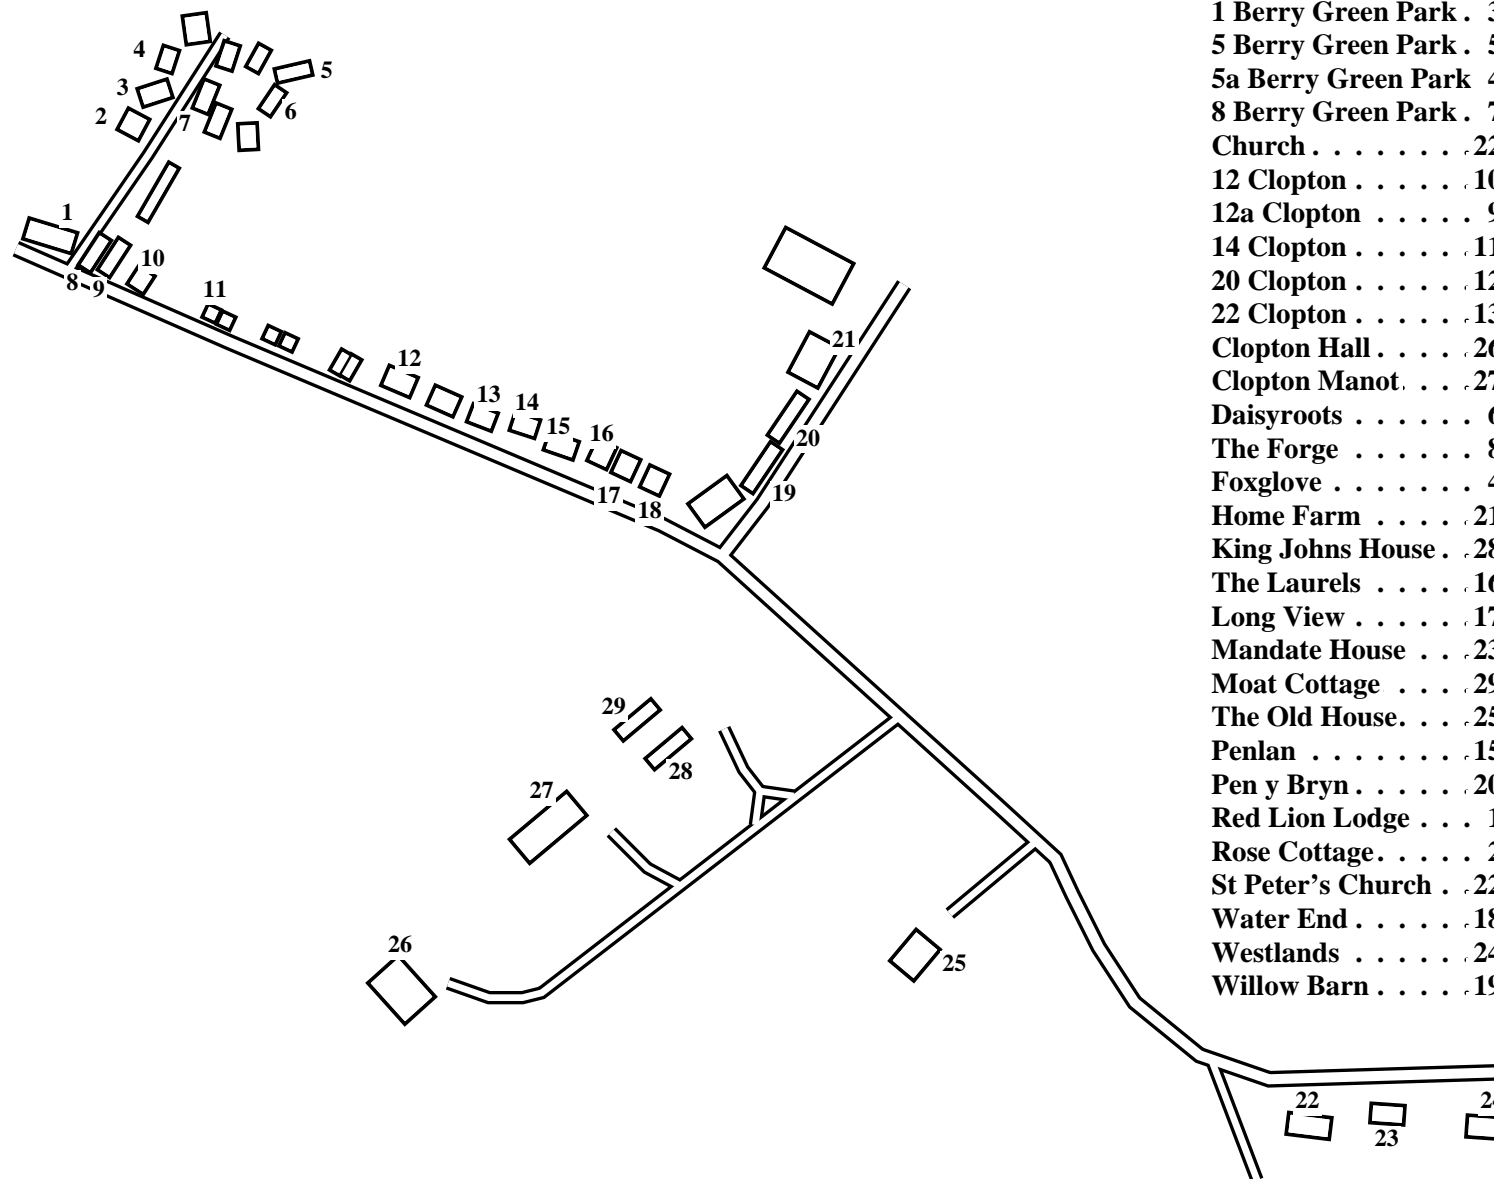 1 Berry Green Park . 3
5 Berry Green Park . 5
5a Berry Green Park 4
8 Berry Green Park . 7
Church . . . . . . . . 22
12 Clopton . . . . . . 10
12a Clopton . . . . . 9
14 Clopton . . . . . . 11
20 Clopton . . . . . . 12
22 Clopton . . . . . . 13
Clopton Hall . . . . . 26
Clopton Manot . . . 27
Daisyroots . . . . . . 6
The Forge . . . . . . 8
Foxglove . . . . . . . 4
Home Farm . . . . . 21
King Johns House . . 28
The Laurels . . . . . 16
Long View . . . . . . 17
Mandate House . . . 23
Moat Cottage . . . . 29
The Old House . . . . 25
Penlan . . . . . . . . 15
Pen y Bryn . . . . . . 20
Red Lion Lodge . . . 1
Rose Cottage . . . . . 2
St Peter's Church . . 22
Water End . . . . . . 18
Westlands . . . . . . 24
Willow Barn . . . . . 19
4
3
2
5
6
7
1
8
9
10
11
12
13
14
15
16
17
18
21
20
19
29
28
27
26
25
22
23
24